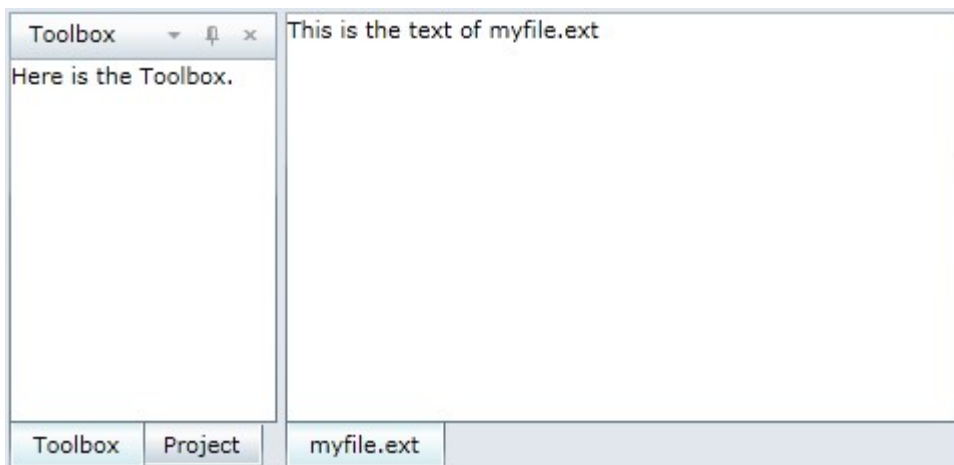 Toolbox
Here is the Toolbox.
Toolbox Project
This is the text of myfile.ext
myfile.ext